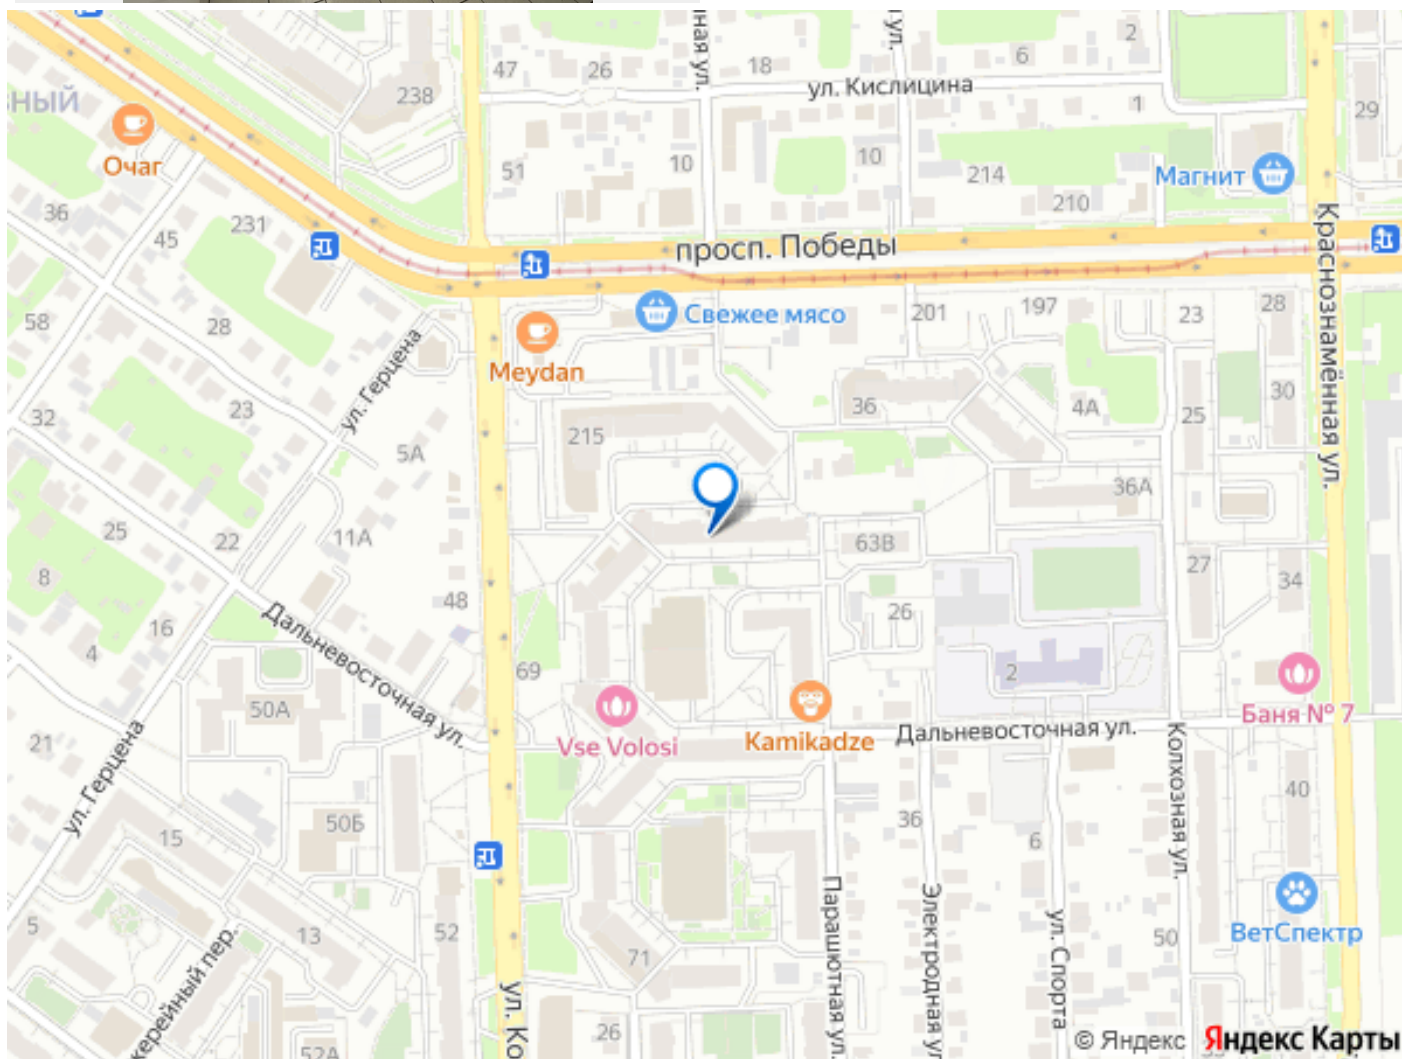 47
26
18
6
2
238
ул. Кислицина
1
29
НЫЙ
Очаг
51
10
10
214
Магнит
210
36
45
231
просп. Победы
Краснознамённая ул.
58
28
Свежее мясо
201
197
23
28
ул. Герцена
Meydan
32
23
36
4А
25
30
215
5А
36А
25
22
11А
63В
27
34
8
48
26
16
4
Дальневосточная ул.
69
2
50А
Vse Volosi
Kamikadze
Дальневосточная ул.
Баня № 7
21
ул. Герцена
Колхозная ул.
40
15
50Б
36
6
Парашютная ул.
Электродная ул
ул. Спорта
ВетСпектр
5
13
52
50
71
керейный пер.
ул. Ко
26
52А
© Яндекс Яндекс Карты